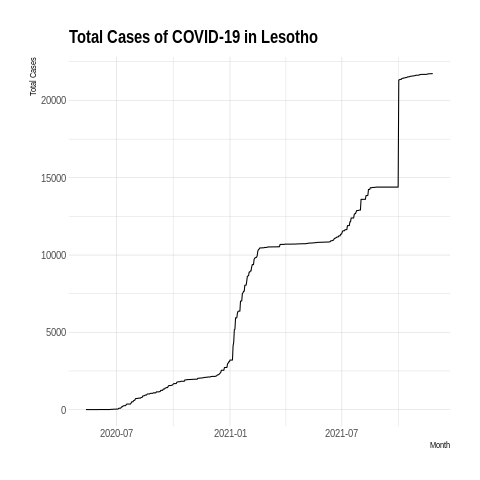 Total Cases of COVID-19 in Lesotho
Total Cases
20000
15000
10000
5000
0
2020-07
2021-01
2021-07
Month